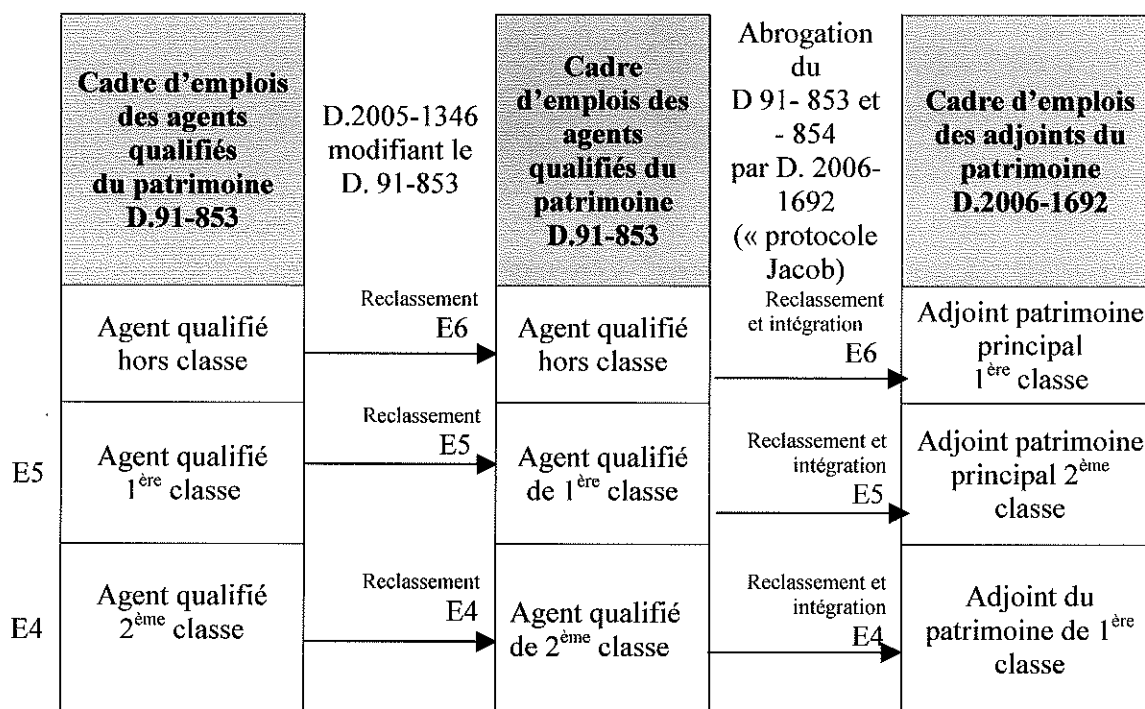 Cadre d'emplois
des agents
qualifiés
du patrimoine
D.91-853
D.2005-1346
modifiant le
D. 91-853
Cadre
d'emplois des
agents
qualifiés du
patrimoine
D.91-853
Abrogation
du
D 91- 853 et
- 854
par D. 2006-
1692
(« protocole
Jacob)
Cadre d'emplois
des adjoints du
patrimoine
D.2006-1692
Agent qualifié
hors classe
Reclassement
E6
Agent qualifié
hors classe
Reclassement
et intégration
E6
Adjoint patrimoine
principal
1ère classe
E5
Agent qualifié
1ère classe
Reclassement
E5
Agent qualifié
de 1ère classe
Reclassement et
intégration
E5
Adjoint patrimoine
principal 2ème
classe
E4
Agent qualifié
2ème classe
Reclassement
E4
Agent qualifié
de 2ème classe
Reclassement et
intégration
E4
Adjoint du
patrimoine de 1ère
classe